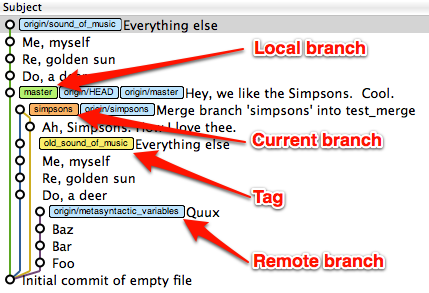 Subject
origin/sound_of_music Everything else
Me, myself
Re, golden sun
Do, a deer
Local branch
master origin/HEAD origin/master Hey, we like the Simpsons. Cool.
simpsons origin/simpsons Merge branch 'simpsons' into test_merge
Ah, Simpsons. How I love thee.
Current branch
old_sound_of_music Everything else
Me, myself
Re, golden sun
Do, a deer
Tag
origin/metasyntactic_variables Quux
Baz
Bar
Foo
Remote branch
Initial commit of empty file